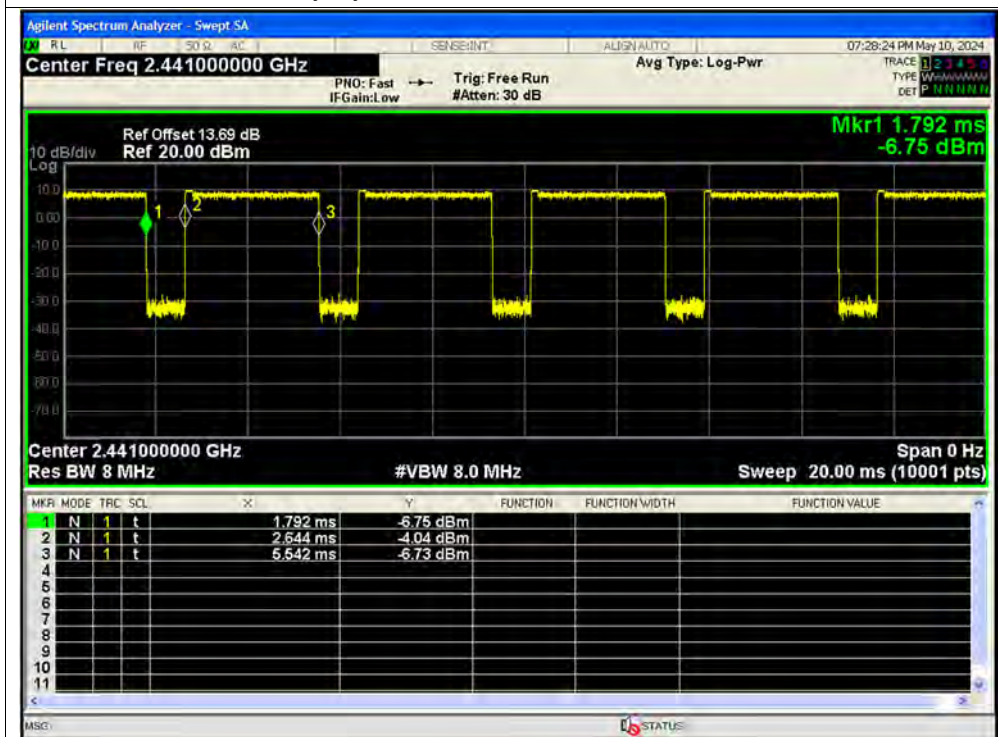 Agilent Spectrum Analyzer - Swept SA
RL RF 50 Ω AC SENSE:INT ALIGN AUTO 07:28:24 PM May 10, 2024
Center Freq 2.441000000 GHz Avg Type: Log-Pwr TRACE 1 2 3 4 5 6
PNO: Fast Trig: Free Run TYPE W
IFGain:Low #Atten: 30 dB DET P N N N N N
Mkr1 1.792 ms
-6.75 dBm
Ref Offset 13.69 dB
10 dB/div Ref 20.00 dBm
Log
10.0
0.00
-10.0
-20.0
-30.0
-40.0
-50.0
-60.0
-70.0
1 2 3
Center 2.441000000 GHz Span 0 Hz
Res BW 8 MHz #VBW 8.0 MHz Sweep 20.00 ms (10001 pts)
MKR MODE TRC SCL X Y FUNCTION FUNCTION WIDTH FUNCTION VALUE
1 N 1 t 1.792 ms -6.75 dBm
2 N 1 t 2.644 ms -4.04 dBm
3 N 1 t 5.542 ms -6.73 dBm
4
5
6
7
8
9
10
11
MSG STATUS